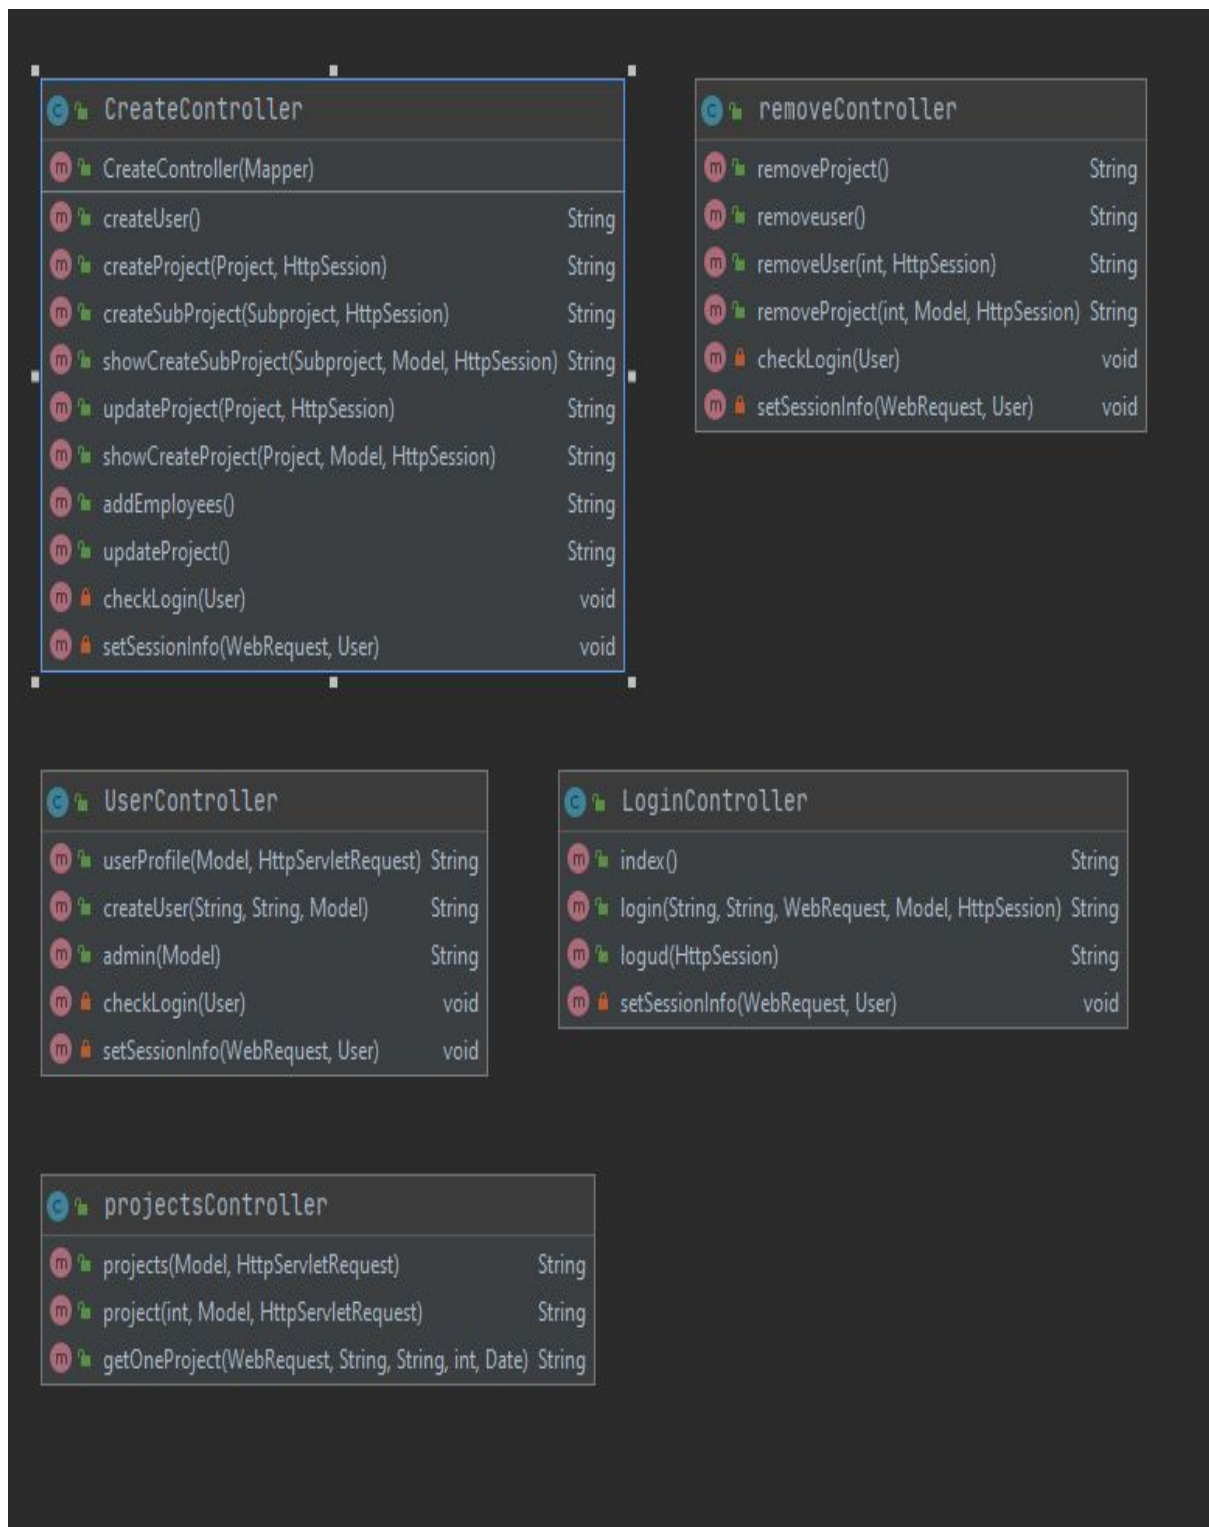 CreateController
CreateController(Mapper)
createUser() String
createProject(Project, HttpSession) String
createSubProject(Subproject, HttpSession) String
showCreateSubProject(Subproject, Model, HttpSession) String
updateProject(Project, HttpSession) String
showCreateProject(Project, Model, HttpSession) String
addEmployees() String
updateProject() String
checkLogin(User) void
setSessionInfo(WebRequest, User) void
removeController
removeProject() String
removeuser() String
removeUser(int, HttpSession) String
removeProject(int, Model, HttpSession) String
checkLogin(User) void
setSessionInfo(WebRequest, User) void
UserController
userProfile(Model, HttpServletRequest) String
createUser(String, String, Model) String
admin(Model) String
checkLogin(User) void
setSessionInfo(WebRequest, User) void
LoginController
index() String
login(String, String, WebRequest, Model, HttpSession) String
logud(HttpSession) String
setSessionInfo(WebRequest, User) void
projectsController
projects(Model, HttpServletRequest) String
project(int, Model, HttpServletRequest) String
getOneProject(WebRequest, String, String, int, Date) String